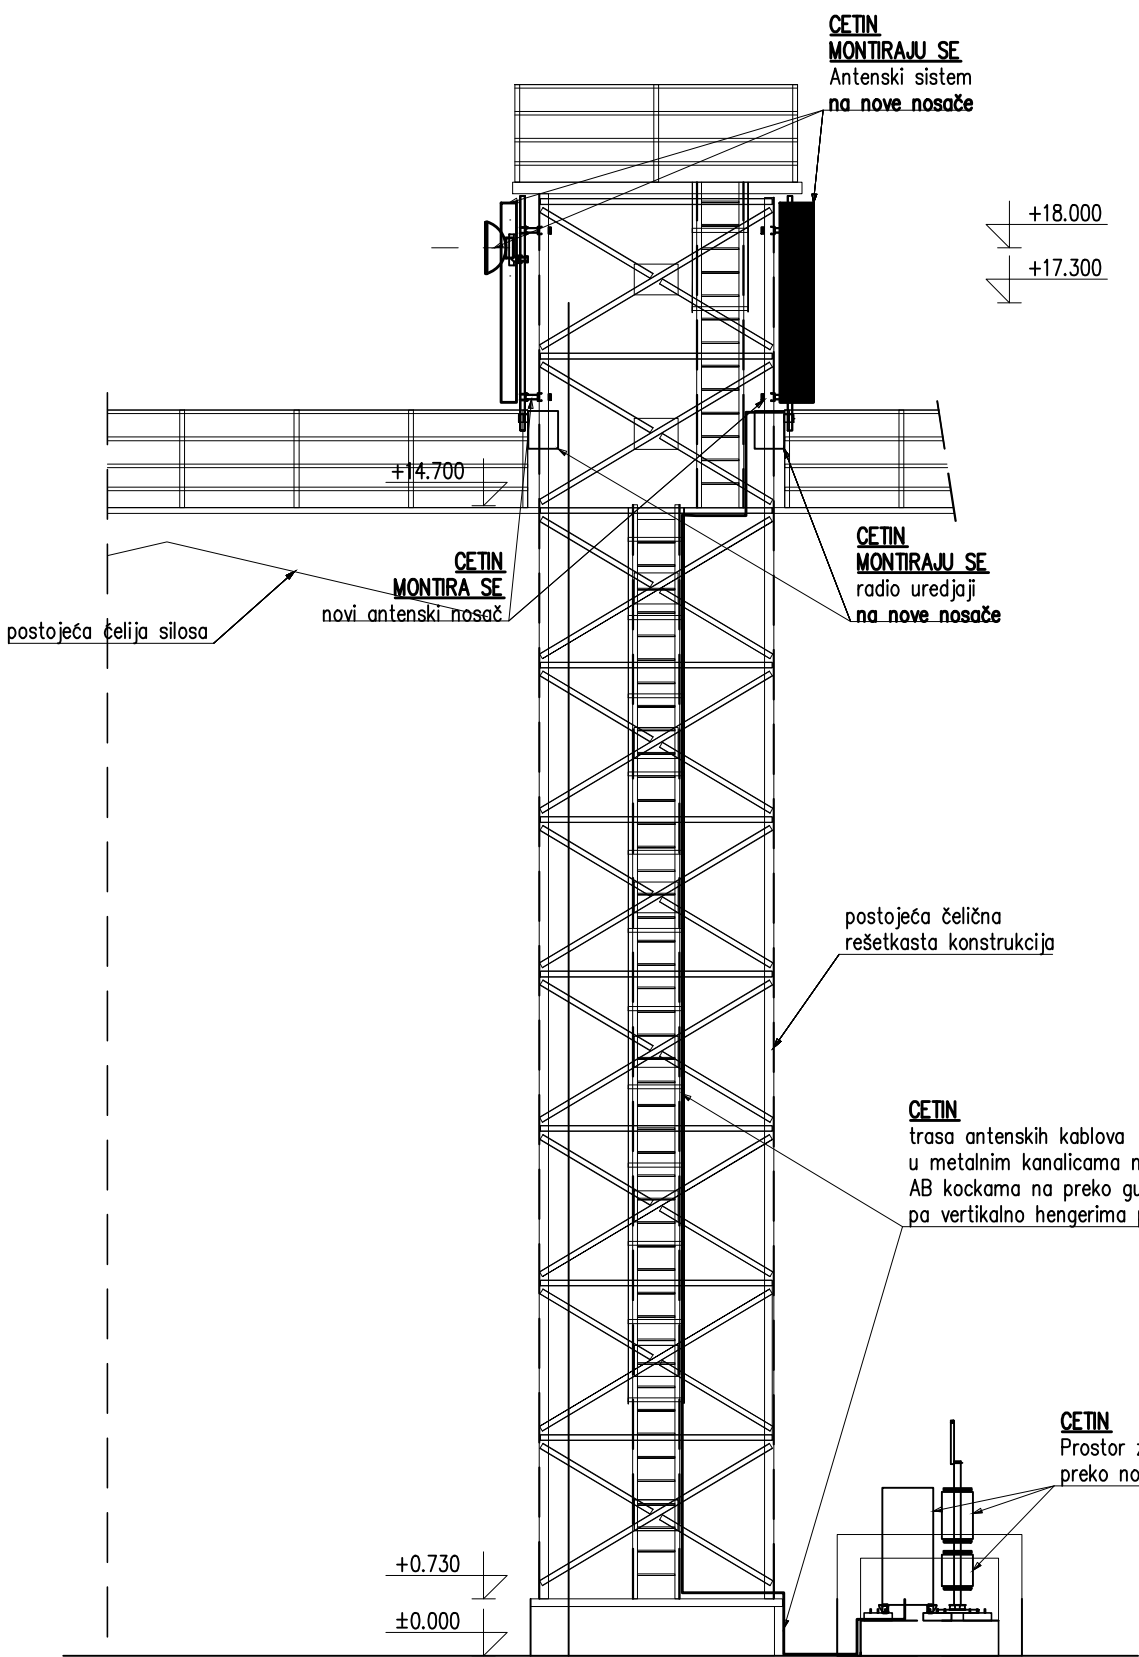 CETIN
MONTIRAJU SE
Antenski sistem
na nove nosače
+18.000
+17.300
+14.700
CETIN
MONTIRA SE
novi antenski nosač
CETIN
MONTIRAJU SE
radio uredjaji
na nove nosače
postojeća ćelija silosa
postojeća čelična
rešetkasta konstrukcija
CETIN
trasa antenskih kablova
u metalnim kanalicama
AB kockama na preko
pa vertikalno hengerima
CETIN
Prostor
preko
+0.730
±0.000